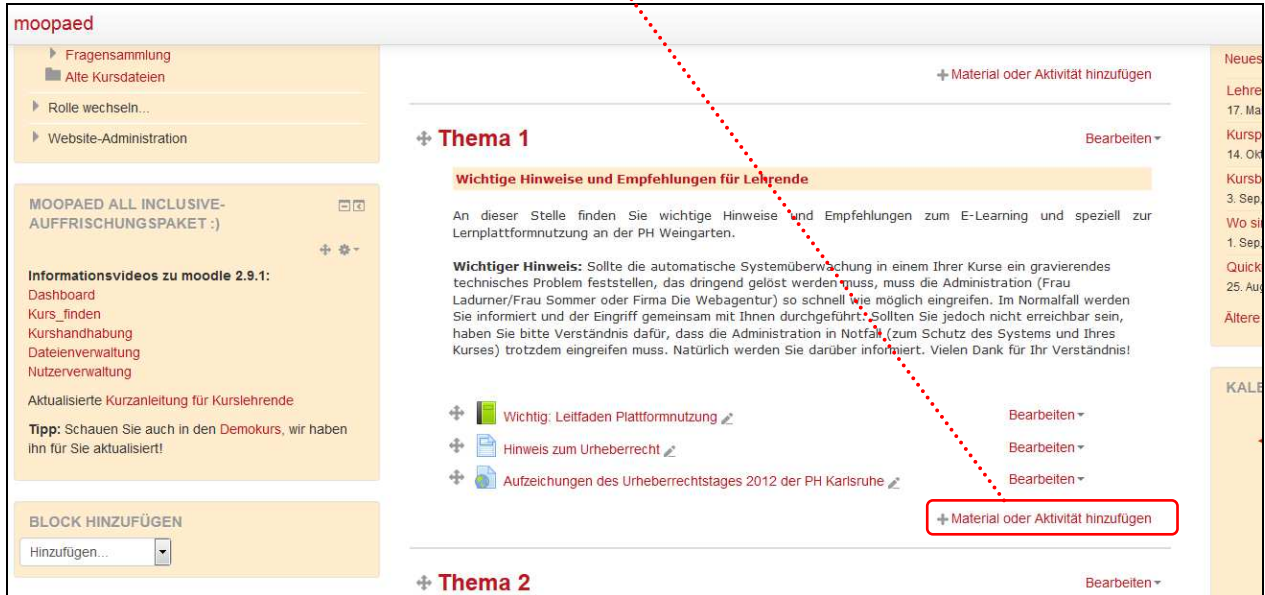 moopaed
Fragensammlung
Alte Kursdateien
Rolle wechseln...
Website-Administration
MOOPAED ALL INCLUSIVE-
AUFFRISCHUNGSPAKET :)
Informationsvideos zu moodle 2.9.1:
Dashboard
Kurs_finden
Kurshandhabung
Dateienverwaltung
Nutzerverwaltung
Aktualisierte Kurzanleitung für Kurslehrende
Tipp: Schauen Sie auch in den Demokurs, wir haben
ihn für Sie aktualisiert!
BLOCK HINZUFÜGEN
Hinzufügen...
Material oder Aktivität hinzufügen
Thema 1
Bearbeiten
Wichtige Hinweise und Empfehlungen für Lehrende
An dieser Stelle finden Sie wichtige Hinweise und Empfehlungen zum E-Learning und speziell zur
Lernplattformnutzung an der PH Weingarten.
Wichtiger Hinweis: Sollte die automatische Systemüberwachung in einem Ihrer Kurse ein gravierendes
technisches Problem feststellen, das dringend gelöst werden muss, muss die Administration (Frau
Ladurner/Frau Sommer oder Firma Die Webagentur) so schnell wie möglich eingreifen. Im Normalfall werden
Sie informiert und der Eingriff gemeinsam mit Ihnen durchgeführt. Sollten Sie jedoch nicht erreichbar sein,
haben Sie bitte Verständnis dafür, dass die Administration in Notfall (zum Schutz des Systems und Ihres
Kurses) trotzdem eingreifen muss. Natürlich werden Sie darüber informiert. Vielen Dank für Ihr Verständnis!
Wichtig: Leitfaden Plattformnutzung Bearbeiten
Hinweis zum Urheberrecht Bearbeiten
Aufzeichungen des Urheberrechtstages 2012 der PH Karlsruhe Bearbeiten
Material oder Aktivität hinzufügen
Thema 2
Bearbeiten
Neues
Lehre
17. Ma
Kursp
14. Okt
Kursb
3. Sep,
Wo si
1. Sep,
Quick
25. Aug
Ältere
KALE